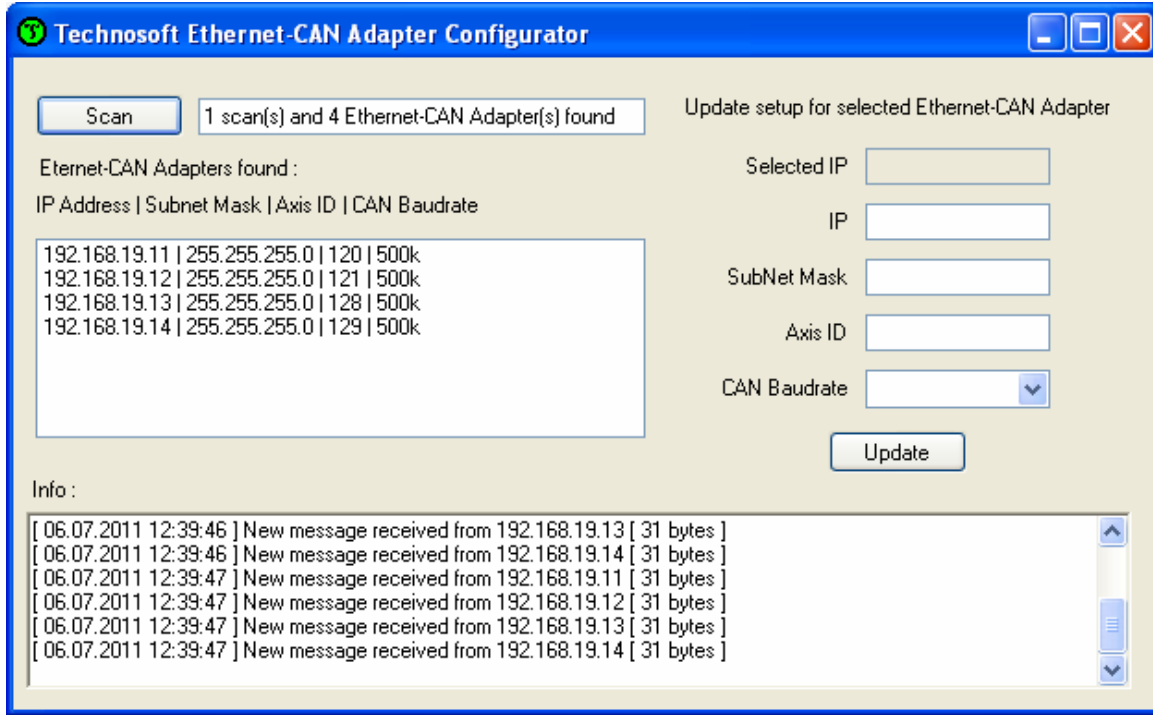 Technosoft Ethernet-CAN Adapter Configurator
Scan
1 scan(s) and 4 Ethernet-CAN Adapter(s) found
Eternet-CAN Adapters found :
IP Address | Subnet Mask | Axis ID | CAN Baudrate
192.168.19.11 | 255.255.255.0 | 120 | 500k
192.168.19.12 | 255.255.255.0 | 121 | 500k
192.168.19.13 | 255.255.255.0 | 128 | 500k
192.168.19.14 | 255.255.255.0 | 129 | 500k
Update setup for selected Ethernet-CAN Adapter
Selected IP
IP
SubNet Mask
Axis ID
CAN Baudrate
Update
Info :
[ 06.07.2011 12:39:46 ] New message received from 192.168.19.13 [ 31 bytes ]
[ 06.07.2011 12:39:46 ] New message received from 192.168.19.14 [ 31 bytes ]
[ 06.07.2011 12:39:47 ] New message received from 192.168.19.11 [ 31 bytes ]
[ 06.07.2011 12:39:47 ] New message received from 192.168.19.12 [ 31 bytes ]
[ 06.07.2011 12:39:47 ] New message received from 192.168.19.13 [ 31 bytes ]
[ 06.07.2011 12:39:47 ] New message received from 192.168.19.14 [ 31 bytes ]